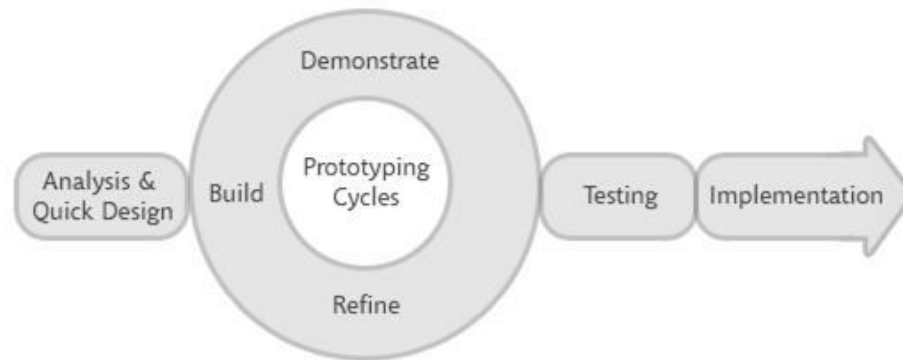 Analysis &
Quick Design
Build
Demonstrate
Prototyping
Cycles
Refine
Testing
Implementation